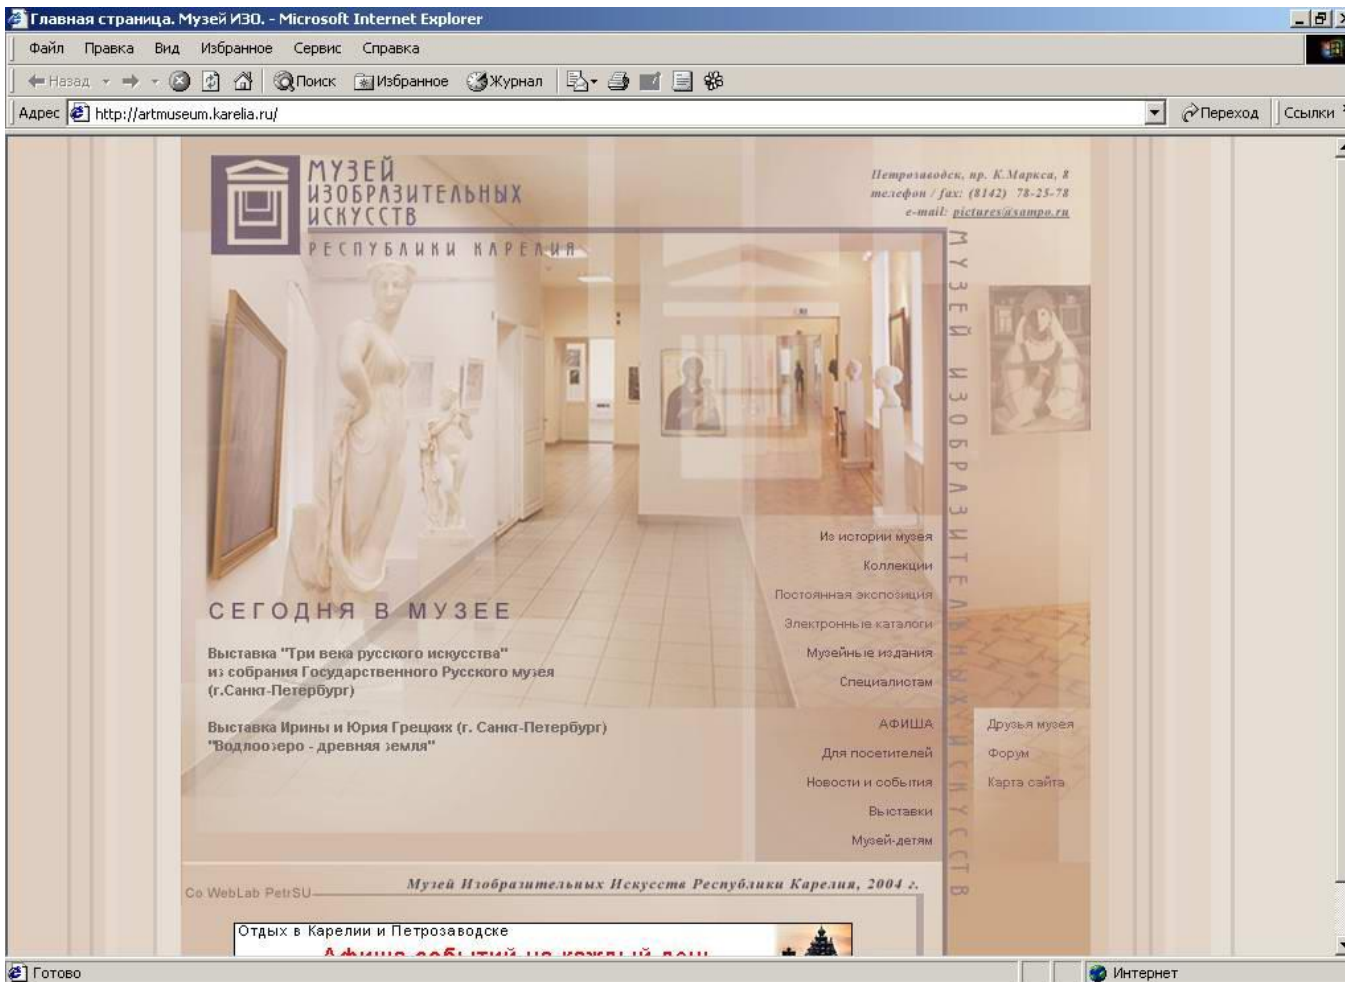 Главная страница. Музей ИЗО. - Microsoft Internet Explorer
Файл Правка Вид Избранное Сервис Справка
Назад Поиск Избранное Журнал
Адрес http://artmuseum.karelia.ru/ Переход Ссылки
МУЗЕЙ
ИЗОБРАЗИТЕЛЬНЫХ
ИСКУССТВ
РЕСПУБЛИКИ КАРЕЛИЯ
Петрозаводск, пр. К.Маркса, 8
телефон / fax: (8142) 78-25-78
e-mail: pictures@sampo.ru
МУЗЕЙ ИЗОБРАЗИТЕЛЬНЫХ ИСКУССТВ
Из истории музея
Коллекции
Постоянная экспозиция
Электронные каталоги
Музейные издания
Специалистам
СЕГОДНЯ В МУЗЕЕ
Выставка "Три века русского искусства"
из собрания Государственного Русского музея
(г.Санкт-Петербург)
Выставка Ирины и Юрия Грецких (г. Санкт-Петербург)
"Водлоозеро - древняя земля"
АФИША
Для посетителей
Новости и события
Выставки
Музей-детям
Друзья музея
Форум
Карта сайта
Co WebLab PetrSU
Музей Изобразительных Искусств Республики Карелия, 2004 г.
Отдых в Карелии и Петрозаводске
Афиша событий на каждый день
Готово Интернет